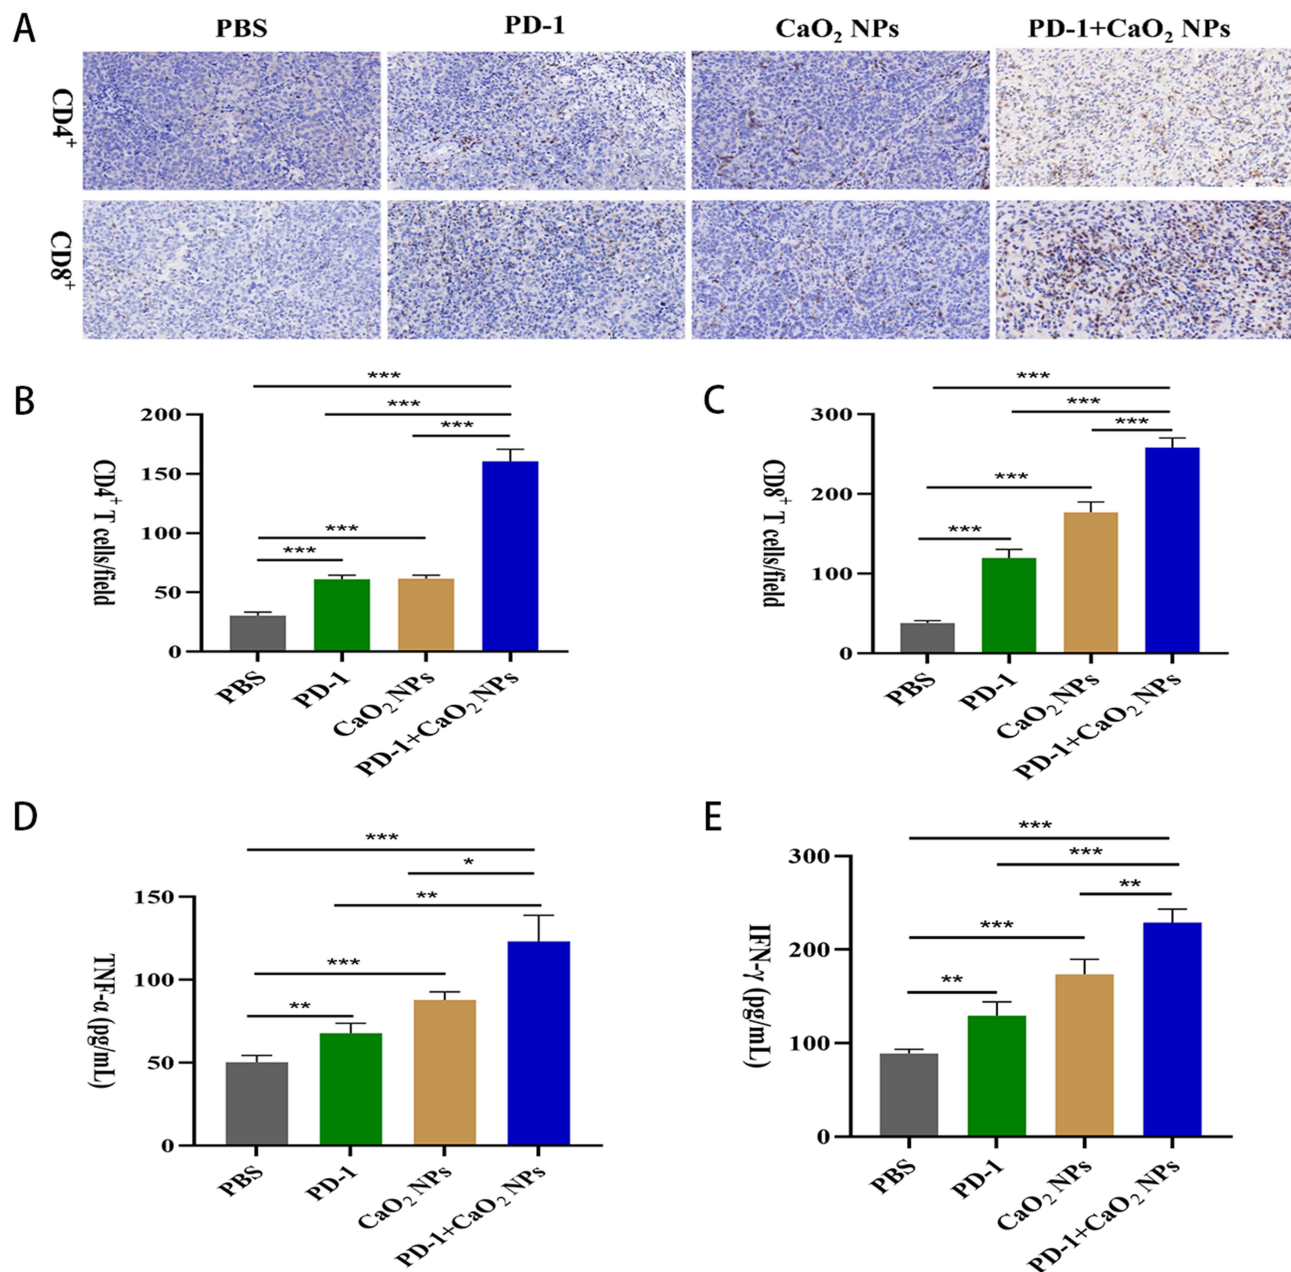 A
PBS PD-1 CaO₂ NPs PD-1+CaO₂ NPs
CD4⁺
CD8⁺
B
***
***
***
***
***
200
150
100
50
0
CD4⁺ T cells/field
PBS
PD-1
CaO₂ NPs
PD-1+CaO₂ NPs
C
***
***
***
***
***
300
200
100
0
CD8⁺ T cells/field
PBS
PD-1
CaO₂ NPs
PD-1+CaO₂ NPs
D
***
*
**
***
**
150
100
50
0
TNF-α (pg/mL)
PBS
PD-1
CaO₂ NPs
PD-1+CaO₂ NPs
E
***
***
**
***
**
300
200
100
0
IFN-γ (pg/mL)
PBS
PD-1
CaO₂ NPs
PD-1+CaO₂ NPs